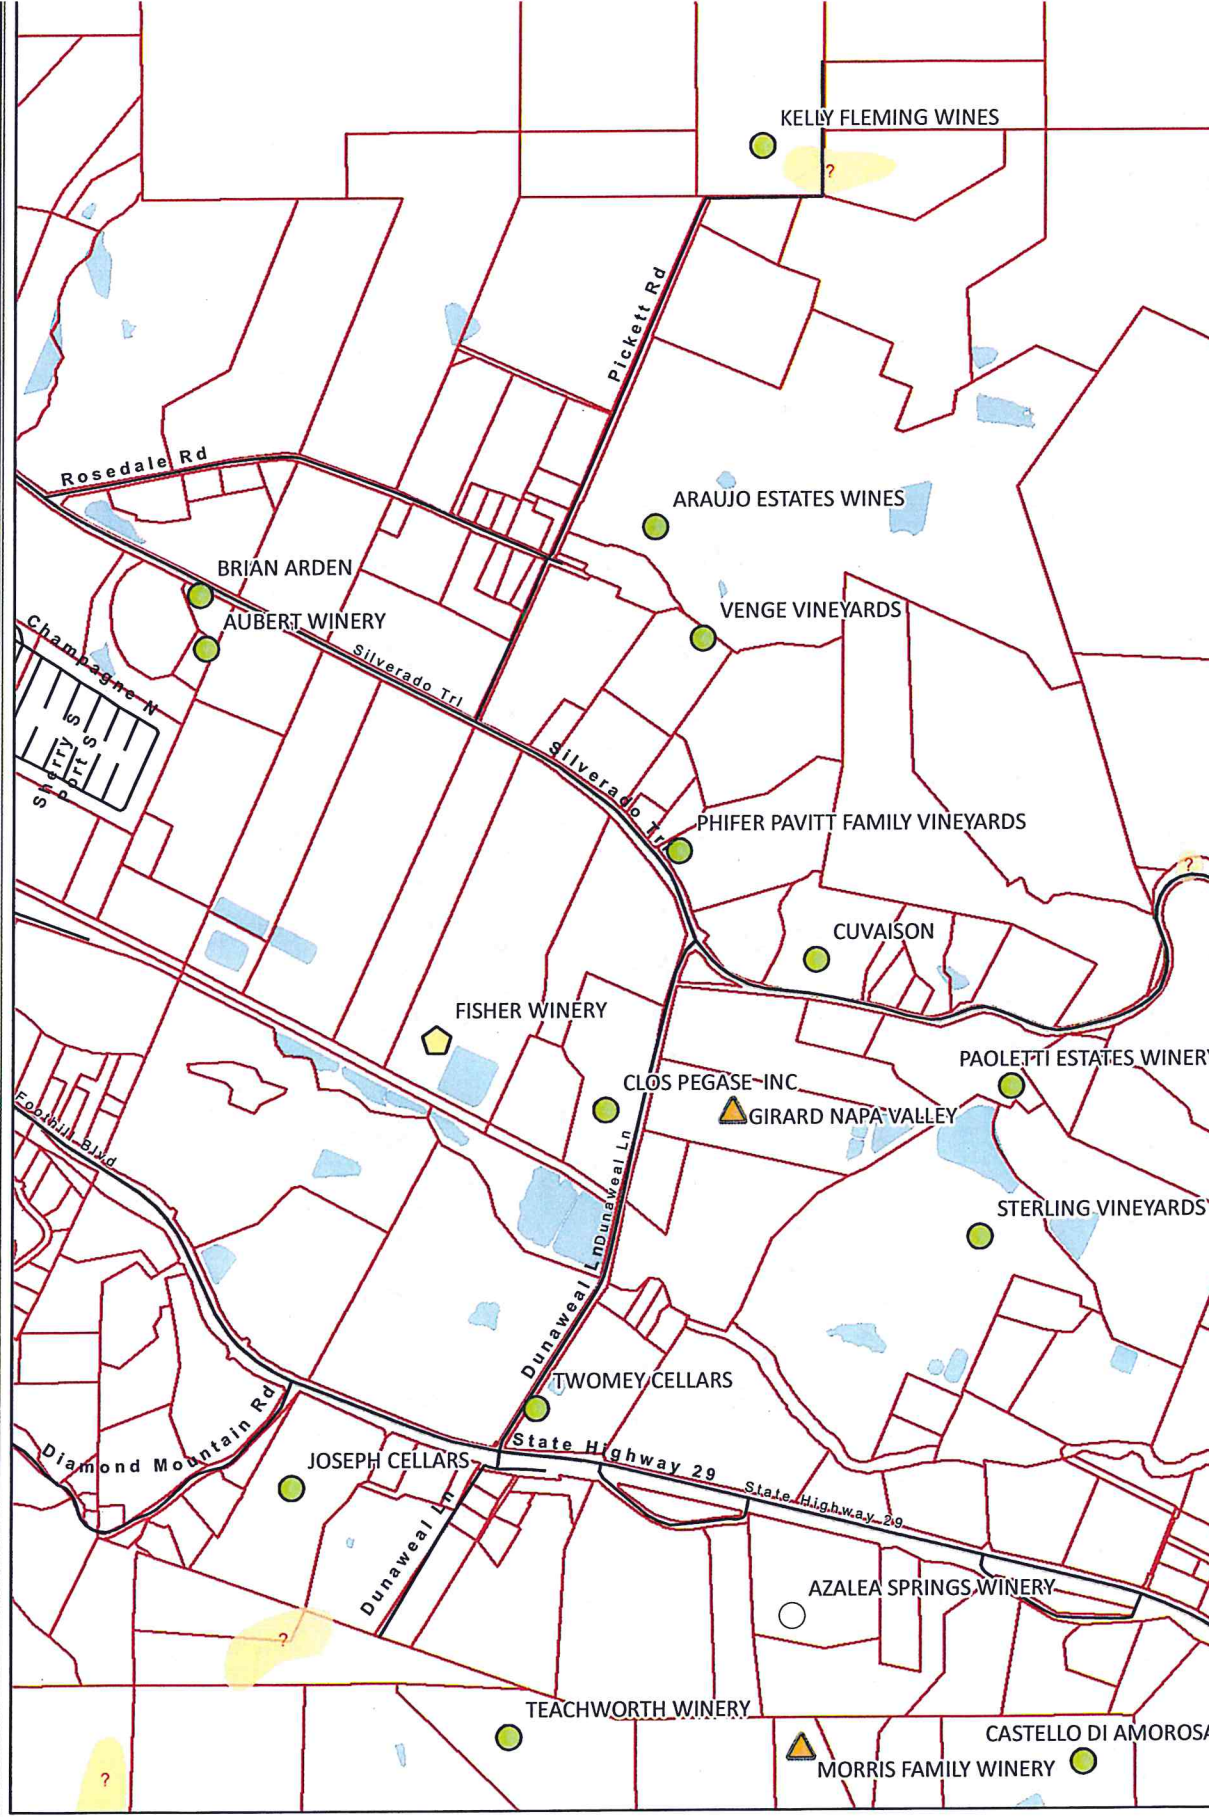 KELLY FLEMING WINES
?
Pickett Rd
Rosedale Rd
ARAUJO ESTATES WINES
BRIAN ARDEN
VENGE VINEYARDS
AUBERT WINERY
Champagne N
Silverado Trl
Sherry S
Port S
Silverado Trl
PHIFER PAVITT FAMILY VINEYARDS
?
CUVAISON
FISHER WINERY
PAOLETTI ESTATES WINERY
CLOS PEGASE INC
GIRARD NAPA VALLEY
Foothill Blvd
Dunaweal Ln
STERLING VINEYARDS
Dunaweal Ln
TWOMEY CELLARS
Diamond Mountain Rd
State Highway 29
JOSEPH CELLARS
State Highway 29
Dunaweal Ln
AZALEA SPRINGS WINERY
?
TEACHWORTH WINERY
CASTELLO DI AMOROSA
MORRIS FAMILY WINERY
?